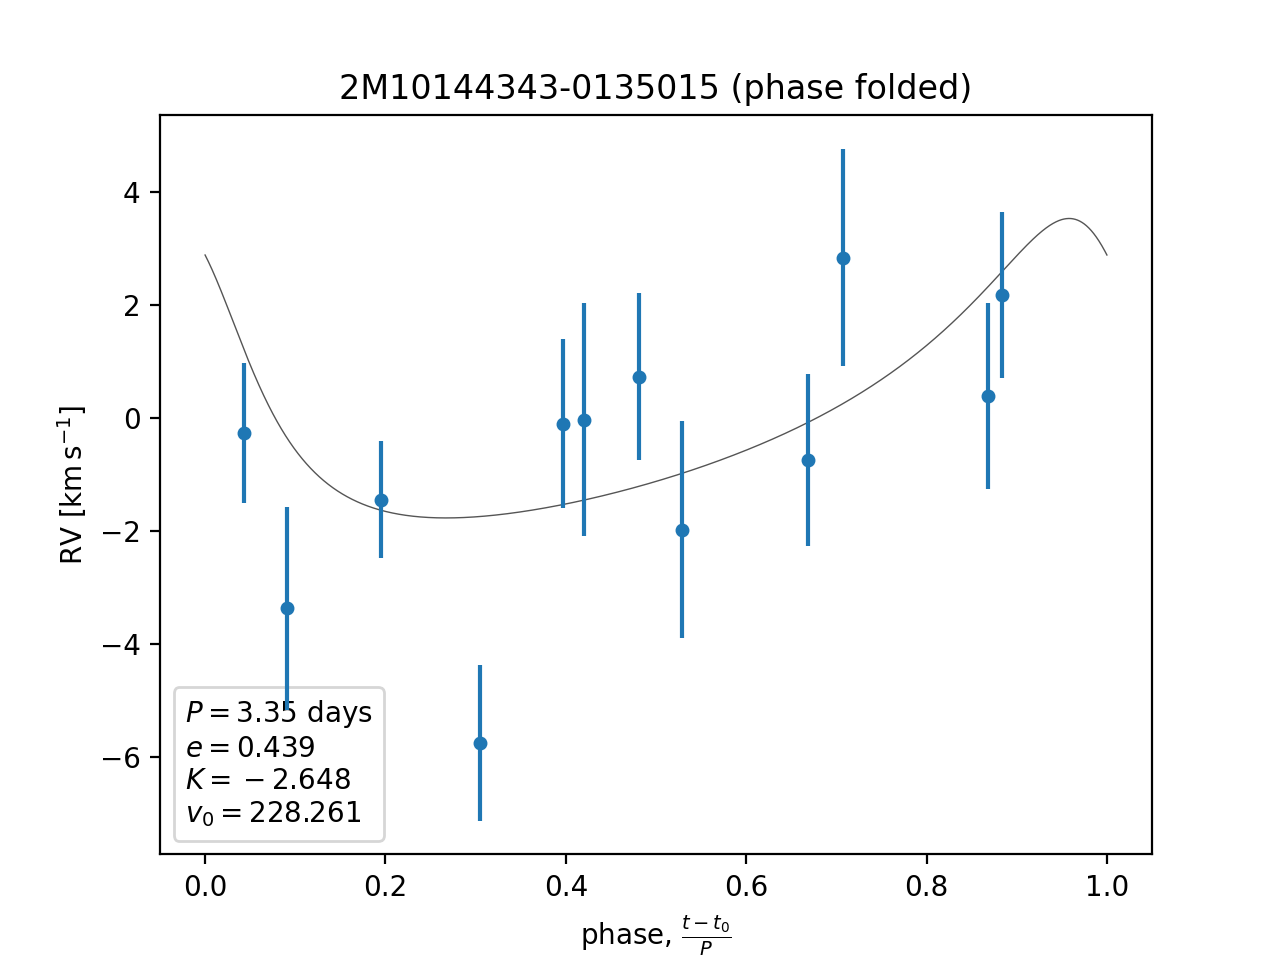 2M10144343-0135015 (phase folded)
RV [km s⁻¹]
4
2
0
−2
−4
−6
P = 3.35 days
e = 0.439
K = −2.648
v₀ = 228.261
0.0 0.2 0.4 0.6 0.8 1.0
phase, (t − t₀)/P